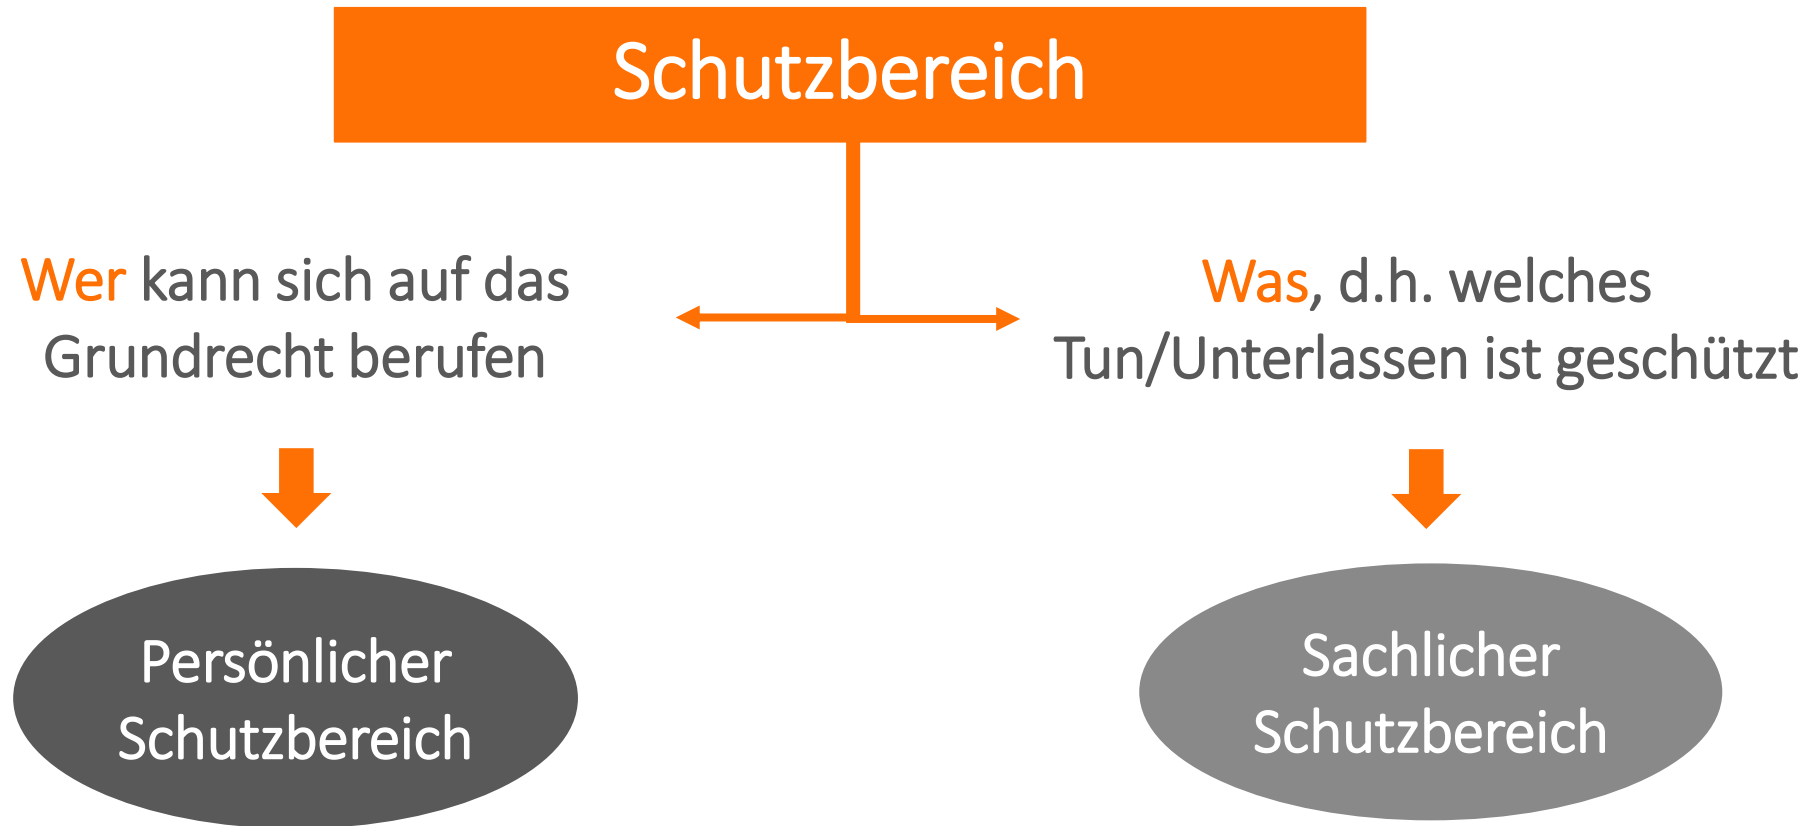 Schutzbereich
Wer kann sich auf das
Grundrecht berufen
Was, d.h. welches
Tun/Unterlassen ist geschützt
Persönlicher
Schutzbereich
Sachlicher
Schutzbereich